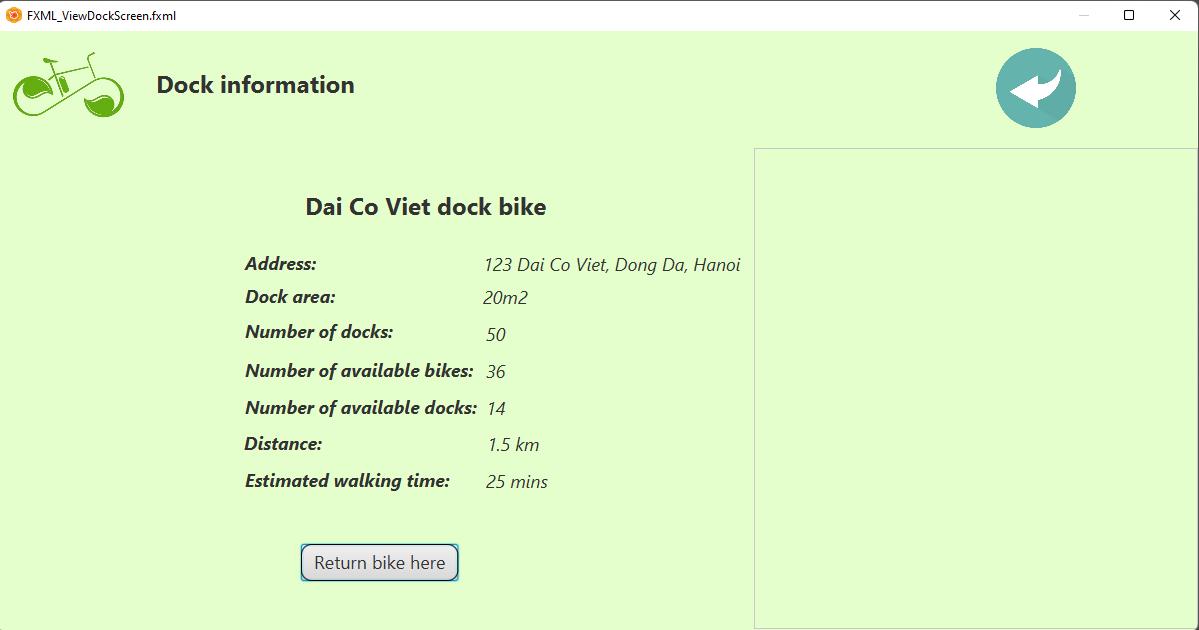 FXML_ViewDockScreen.fxml
Dock information
Dai Co Viet dock bike
Address: 123 Dai Co Viet, Dong Da, Hanoi
Dock area: 20m2
Number of docks: 50
Number of available bikes: 36
Number of available docks: 14
Distance: 1.5 km
Estimated walking time: 25 mins
Return bike here